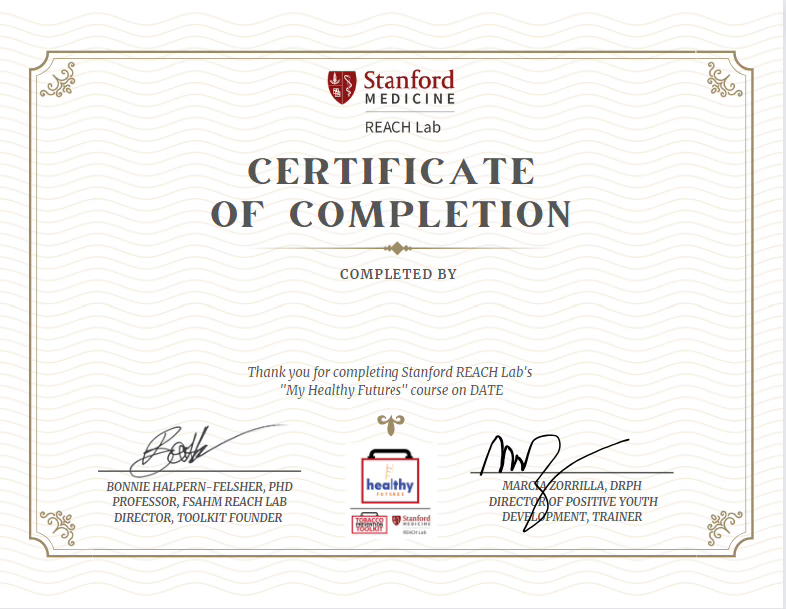 Stanford
MEDICINE
REACH Lab
CERTIFICATE
OF COMPLETION
COMPLETED BY
Thank you for completing Stanford REACH Lab's
"My Healthy Futures" course on DATE
BONNIE HALPERN-FELSHER, PHD
PROFESSOR, FSAHM REACH LAB
DIRECTOR, TOOLKIT FOUNDER
healthy
FUTURES
TOBACCO
PREVENTION
TOOLKIT
Stanford
MEDICINE
REACH Lab
MARCIA ZORRILLA, DRPH
DIRECTOR OF POSITIVE YOUTH
DEVELOPMENT, TRAINER